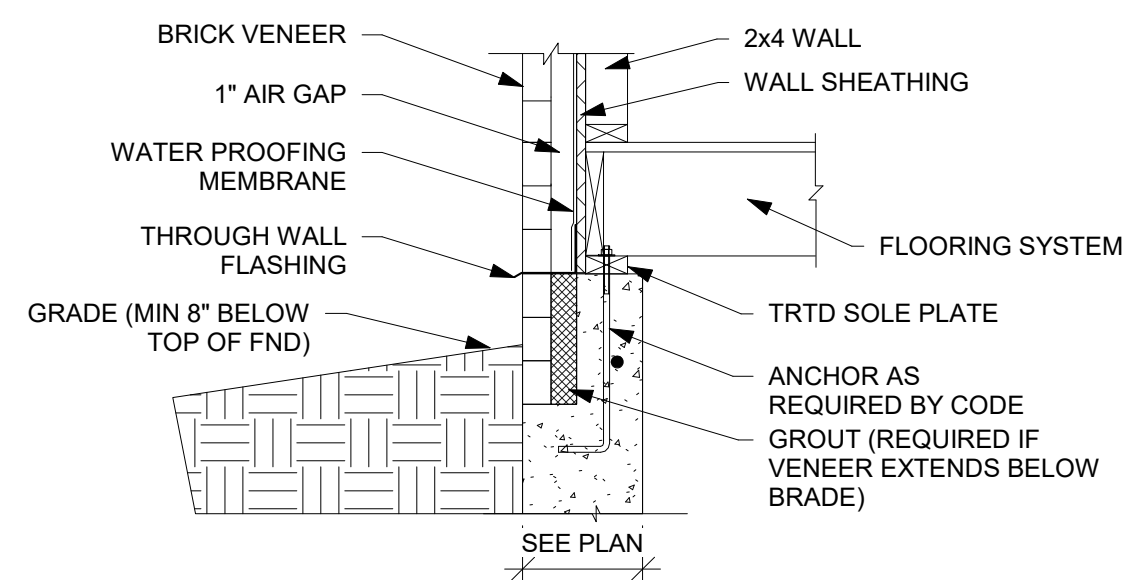 BRICK VENEER
1" AIR GAP
WATER PROOFING
MEMBRANE
THROUGH WALL
FLASHING
GRADE (MIN 8" BELOW
TOP OF FND)
2x4 WALL
WALL SHEATHING
FLOORING SYSTEM
TRTD SOLE PLATE
ANCHOR AS
REQUIRED BY CODE
GROUT (REQUIRED IF
VENEER EXTENDS BELOW
BRADE)
SEE PLAN